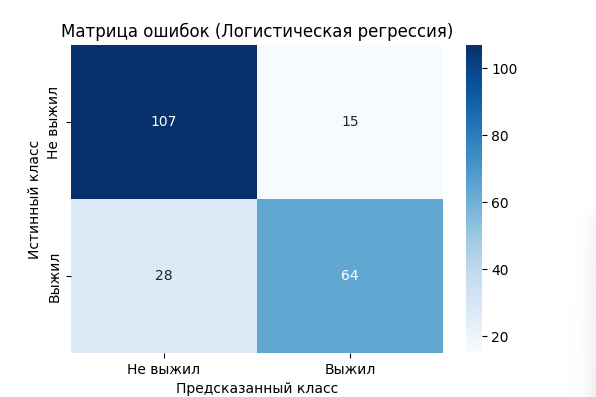 Матрица ошибок (Логистическая регрессия)
Истинный класс
Не выжил
107
15
Выжил
28
64
Не выжил
Выжил
Предсказанный класс
100
80
60
40
20